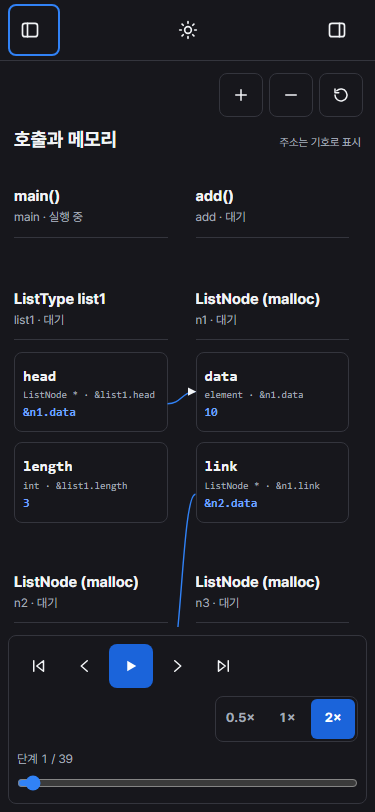 호출과 메모리
주소는 기호로 표시
main()
main · 실행 중
add()
add · 대기
ListType list1
list1 · 대기
ListNode (malloc)
n1 · 대기
head
ListNode * · &list1.head
&n1.data
data
element · &n1.data
10
length
int · &list1.length
3
link
ListNode * · &n1.link
&n2.data
ListNode (malloc)
n2 · 대기
ListNode (malloc)
n3 · 대기
0.5×
1×
2×
단계 1 / 39